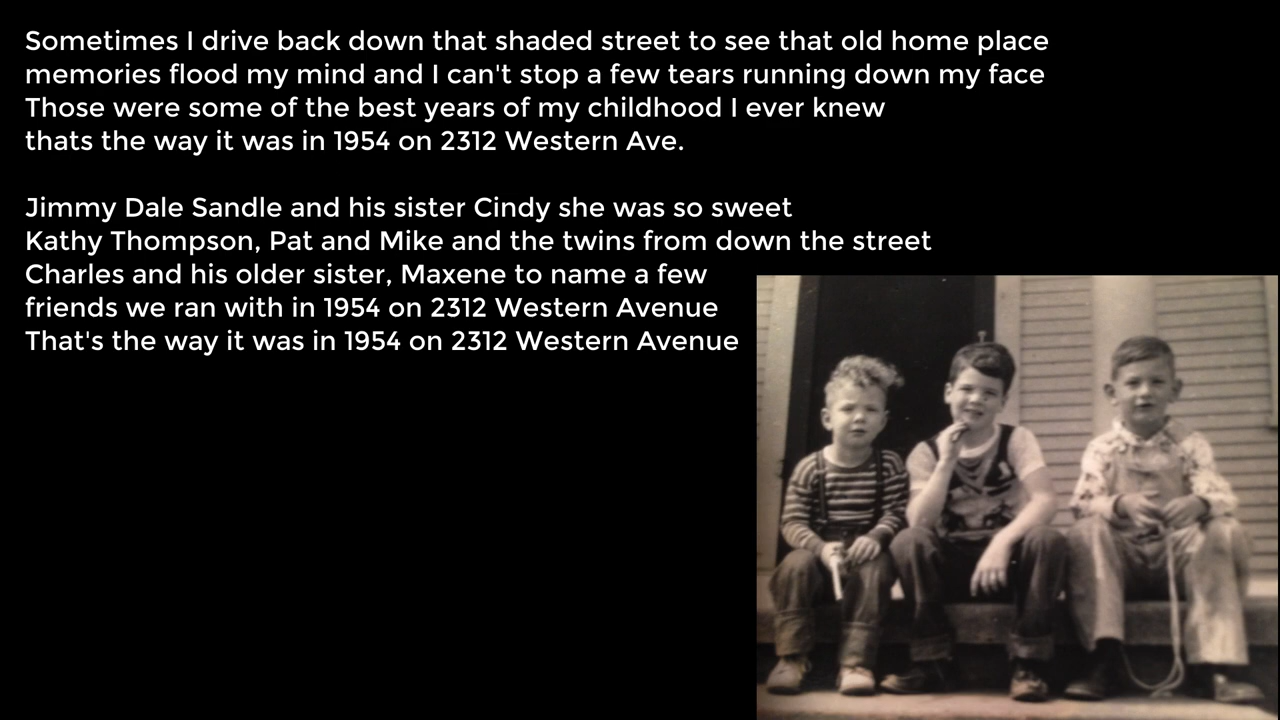 Sometimes I drive back down that shaded street to see that old home place
memories flood my mind and I can't stop a few tears running down my face
Those were some of the best years of my childhood I ever knew
thats the way it was in 1954 on 2312 Western Ave.
Jimmy Dale Sandle and his sister Cindy she was so sweet
Kathy Thompson, Pat and Mike and the twins from down the street
Charles and his older sister, Maxene to name a few
friends we ran with in 1954 on 2312 Western Avenue
That's the way it was in 1954 on 2312 Western Avenue